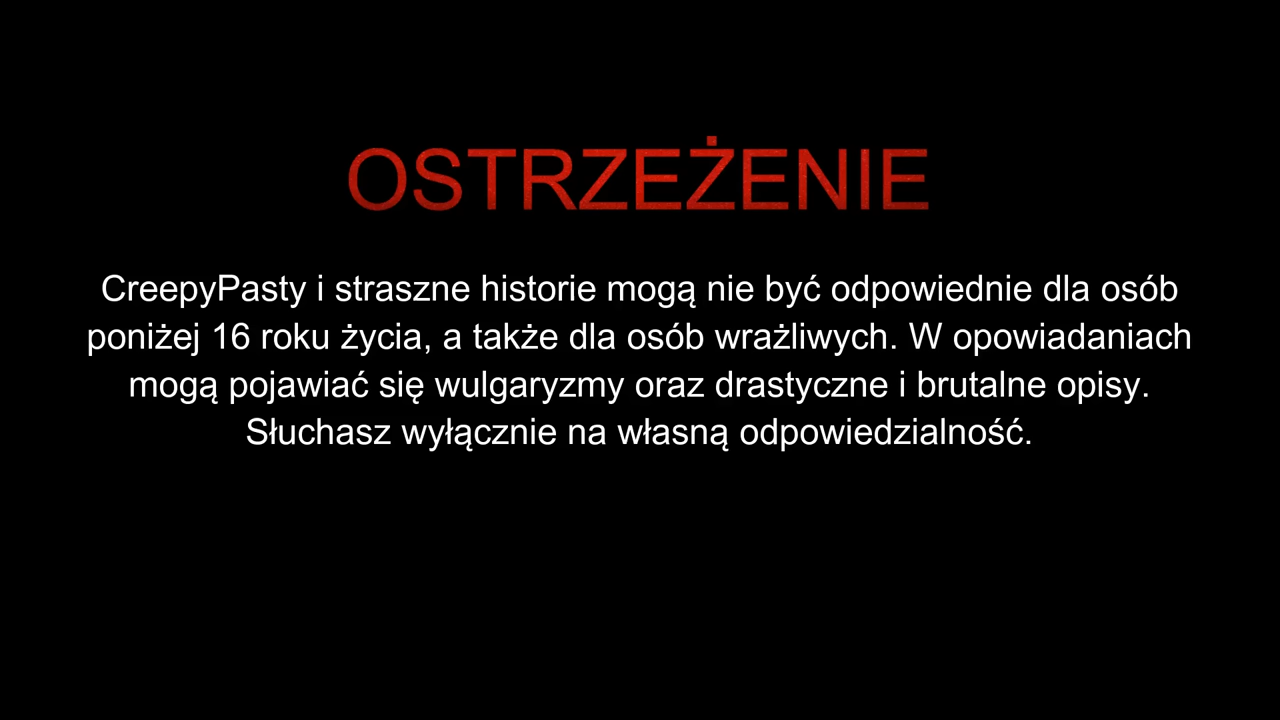 OSTRZEŻENIE
CreepyPasty i straszne historie mogą nie być odpowiednie dla osób
poniżej 16 roku życia, a także dla osób wrażliwych. W opowiadaniach
mogą pojawiać się wulgaryzmy oraz drastyczne i brutalne opisy.
Słuchasz wyłącznie na własną odpowiedzialność.